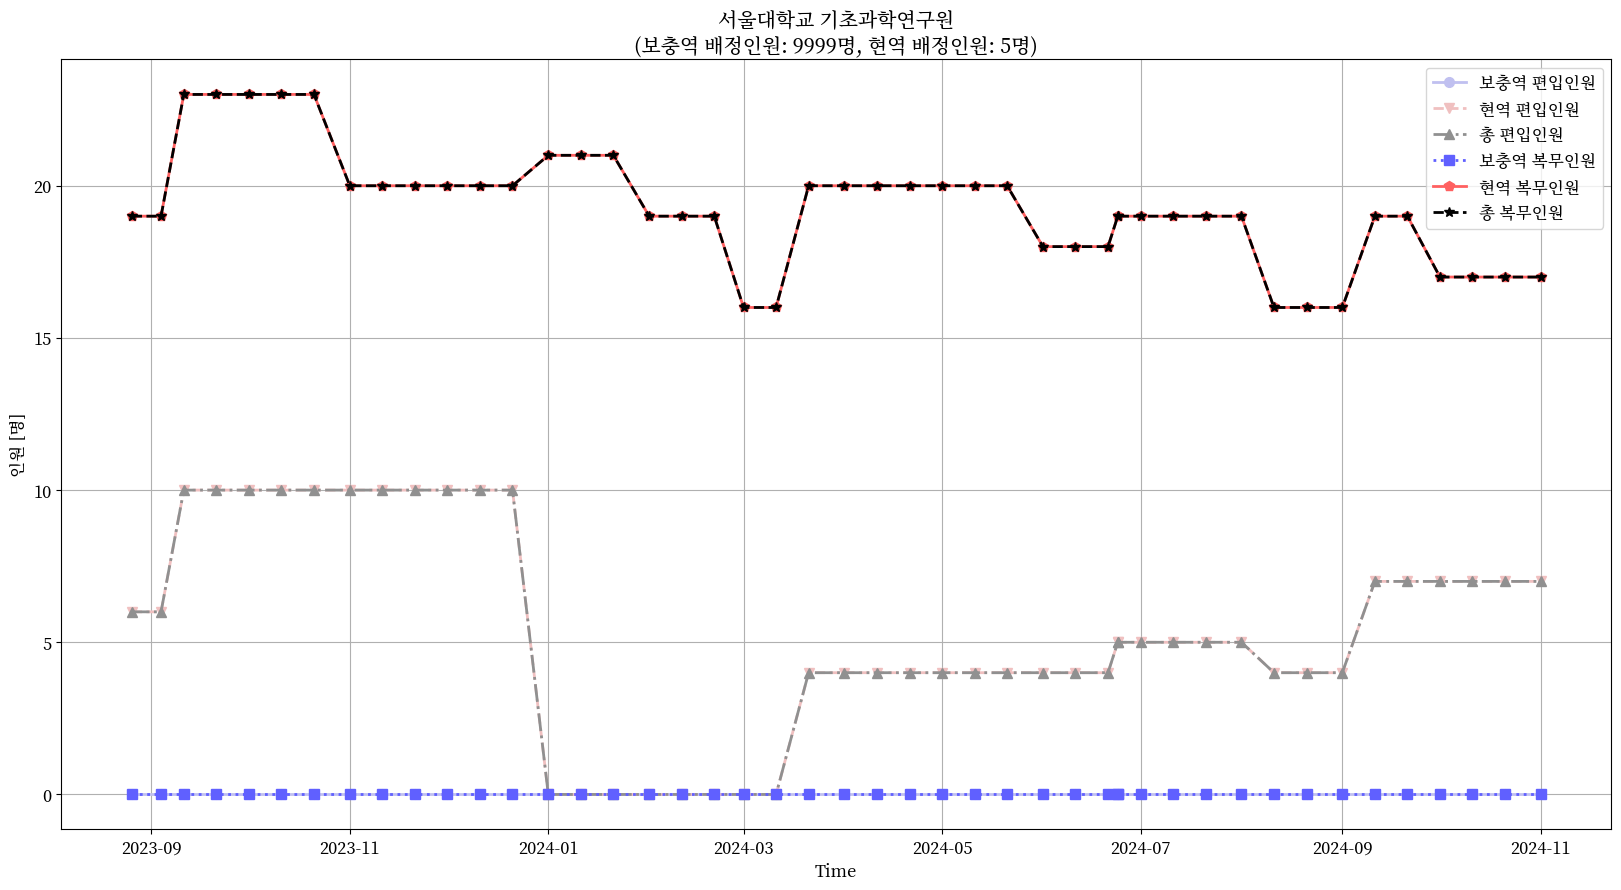 서울대학교 기초과학연구원
(보충역 배정인원: 9999명, 현역 배정인원: 5명)
보충역 편입인원
현역 편입인원
총 편입인원
보충역 복무인원
현역 복무인원
총 복무인원
인원 [명]
20
15
10
5
0
2023-09
2023-11
2024-01
2024-03
2024-05
2024-07
2024-09
2024-11
Time